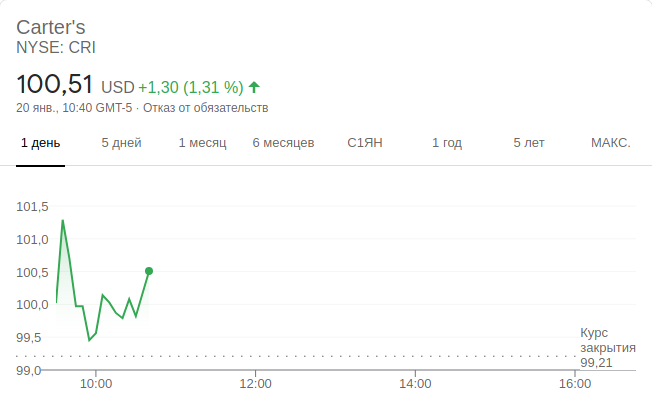 Carter's
NYSE: CRI
100,51 USD +1,30 (1,31 %)
20 янв., 10:40 GMT-5 · Отказ от обязательств
1 день 5 дней 1 месяц 6 месяцев С1ЯН 1 год 5 лет МАКС.
101,5
101,0
100,5
100,0
99,5
99,0
Курс
закрытия
99,21
10:00 12:00 14:00 16:00